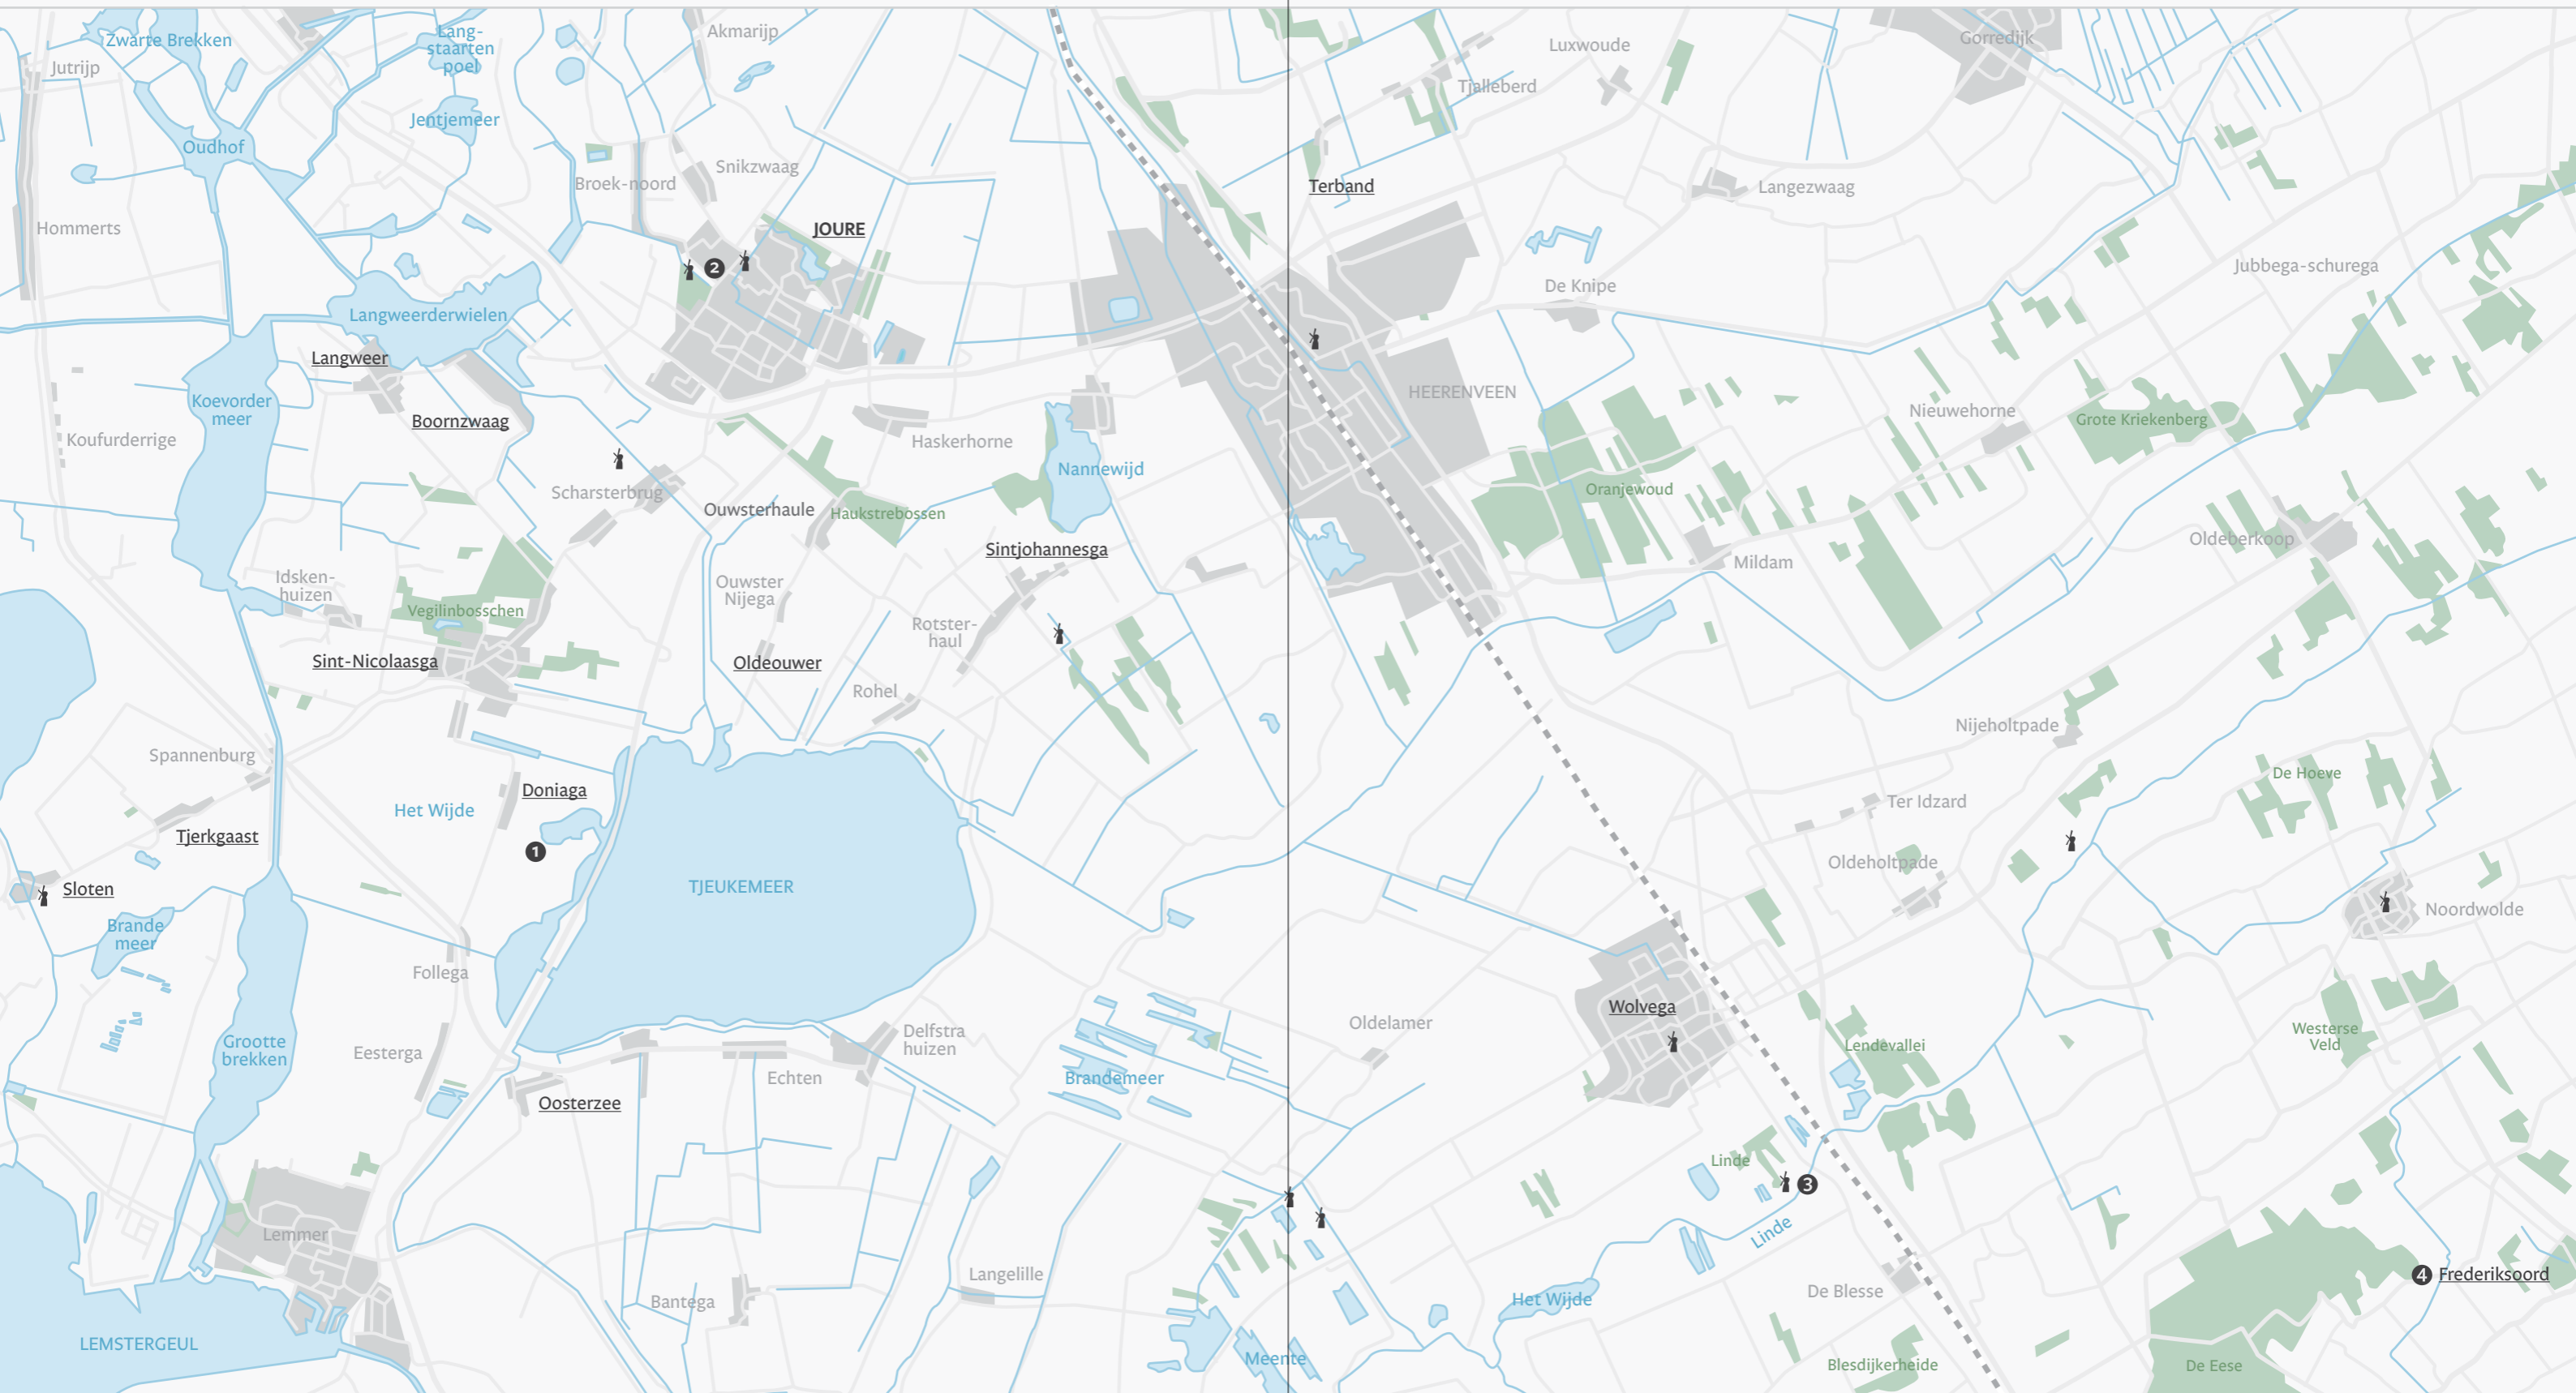 Zwarte Brekken
Lang-
staarten
poel
Akmarijp
Luxwoude
Gorredijk
Jutrijp
Tjalleberd
Jentjemeer
Oudhof
Snikzwaag
Broek-noord
Terband
Langezwaag
Hommerts
JOURE
2
Jubbega-schurega
De Knipe
Langweerderwielen
Langweer
Koevorder
meer
HEERENVEEN
Boornzwaag
Nieuwehorne
Grote Kriekenberg
Koufurderrige
Haskerhorne
Nannewijd
Scharsterbrug
Oranjewoud
Ouwsterhaule
Haukstrebossen
Oldeberkoop
Sintjohannesga
Mildam
Idsken-
huizen
Ouwster
Nijega
Vegilinbosschen
Rotster-
haul
Sint-Nicolaasga
Oldeouwer
Rohel
Nijeholtpade
Spannenburg
De Hoeve
Doniaga
Ter Idzard
Het Wijde
Tjerkgaast
1
Oldeholtpade
Sloten
TJEUKEMEER
Noordwolde
Brande
meer
Follega
Wolvega
Oldelamer
Westerse
Veld
Delfstra
huizen
Grootte
brekken
Eesterga
Lendevallei
Echten
Brandemeer
Oosterzee
Linde
3
Linde
Lemmer
Langelille
4 Frederiksoord
De Blesse
Bantega
Het Wijde
LEMSTERGEUL
Meente
Blesdijkerheide
De Eese